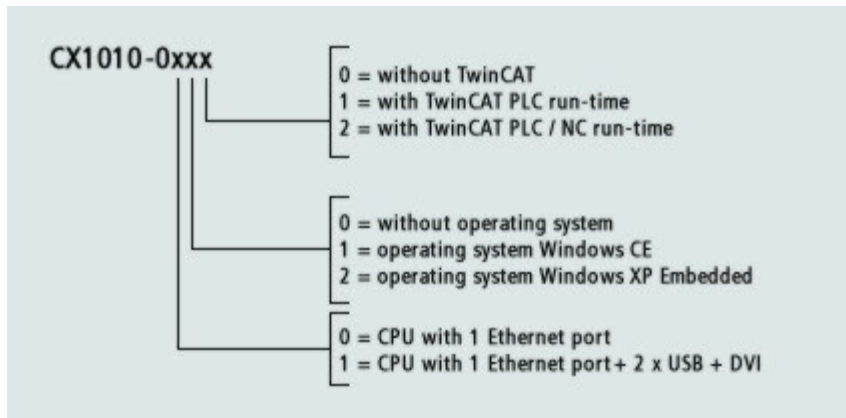 CX1010-0xxx
0 = without TwinCAT
1 = with TwinCAT PLC run-time
2 = with TwinCAT PLC / NC run-time
0 = without operating system
1 = operating system Windows CE
2 = operating system Windows XP Embedded
0 = CPU with 1 Ethernet port
1 = CPU with 1 Ethernet port+ 2 x USB + DVI